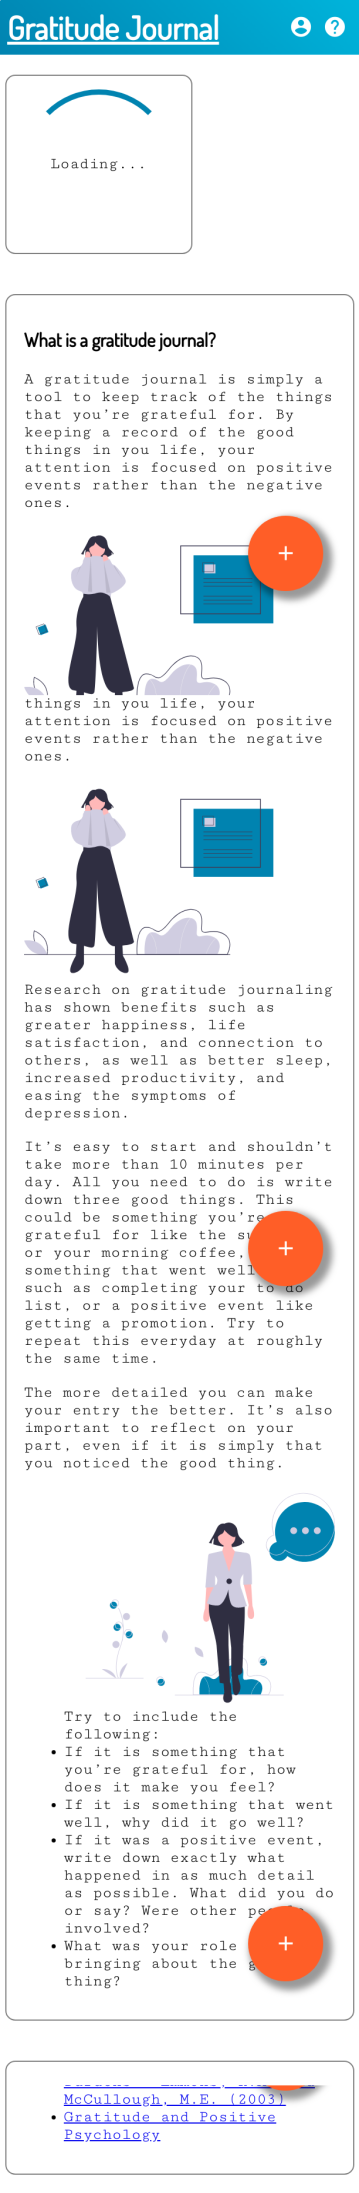 Gratitude Journal
Loading...
What is a gratitude journal?
A gratitude journal is simply a
tool to keep track of the things
that you're grateful for. By
keeping a record of the good
things in you life, your
attention is focused on positive
events rather than the negative
ones.
+
things in you life, your
attention is focused on positive
events rather than the negative
ones.
Research on gratitude journaling
has shown benefits such as
greater happiness, life
satisfaction, and connection to
others, as well as better sleep,
increased productivity, and
easing the symptoms of
depression.
It's easy to start and shouldn't
take more than 10 minutes per
day. All you need to do is write
down three good things. This
could be something you're
grateful for like the
or your morning coffee,
something that went well
such as completing your to do
list, or a positive event like
getting a promotion. Try to
repeat this everyday at roughly
the same time.
+
The more detailed you can make
your entry the better. It's also
important to reflect on your
part, even if it is simply that
you noticed the good thing.
Try to include the
following:
If it is something that
you're grateful for, how
does it make you feel?
If it is something that went
well, why did it go well?
If it was a positive event,
write down exactly what
happened in as much detail
as possible. What did you do
or say? Were other people
involved?
What was your role
bringing about the
thing?
+
McCullough, M.E. (2003)
Gratitude and Positive
Psychology